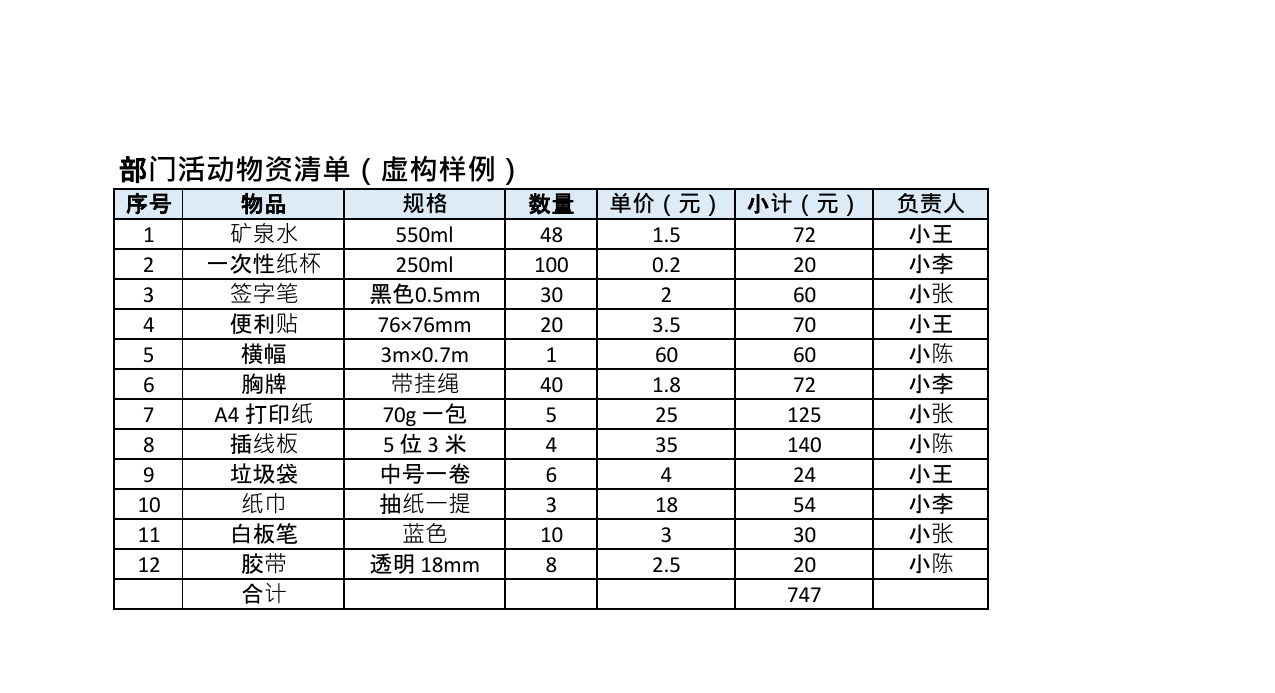 部门活动物资清单（虚构样例）
序号 物品 规格 数量 单价（元） 小计（元） 负责人
1 矿泉水 550ml 48 1.5 72 小王
2 一次性纸杯 250ml 100 0.2 20 小李
3 签字笔 黑色0.5mm 30 2 60 小张
4 便利贴 76×76mm 20 3.5 70 小王
5 横幅 3m×0.7m 1 60 60 小陈
6 胸牌 带挂绳 40 1.8 72 小李
7 A4 打印纸 70g 一包 5 25 125 小张
8 插线板 5 位 3 米 4 35 140 小陈
9 垃圾袋 中号一卷 6 4 24 小王
10 纸巾 抽纸一提 3 18 54 小李
11 白板笔 蓝色 10 3 30 小张
12 胶带 透明 18mm 8 2.5 20 小陈
合计 747